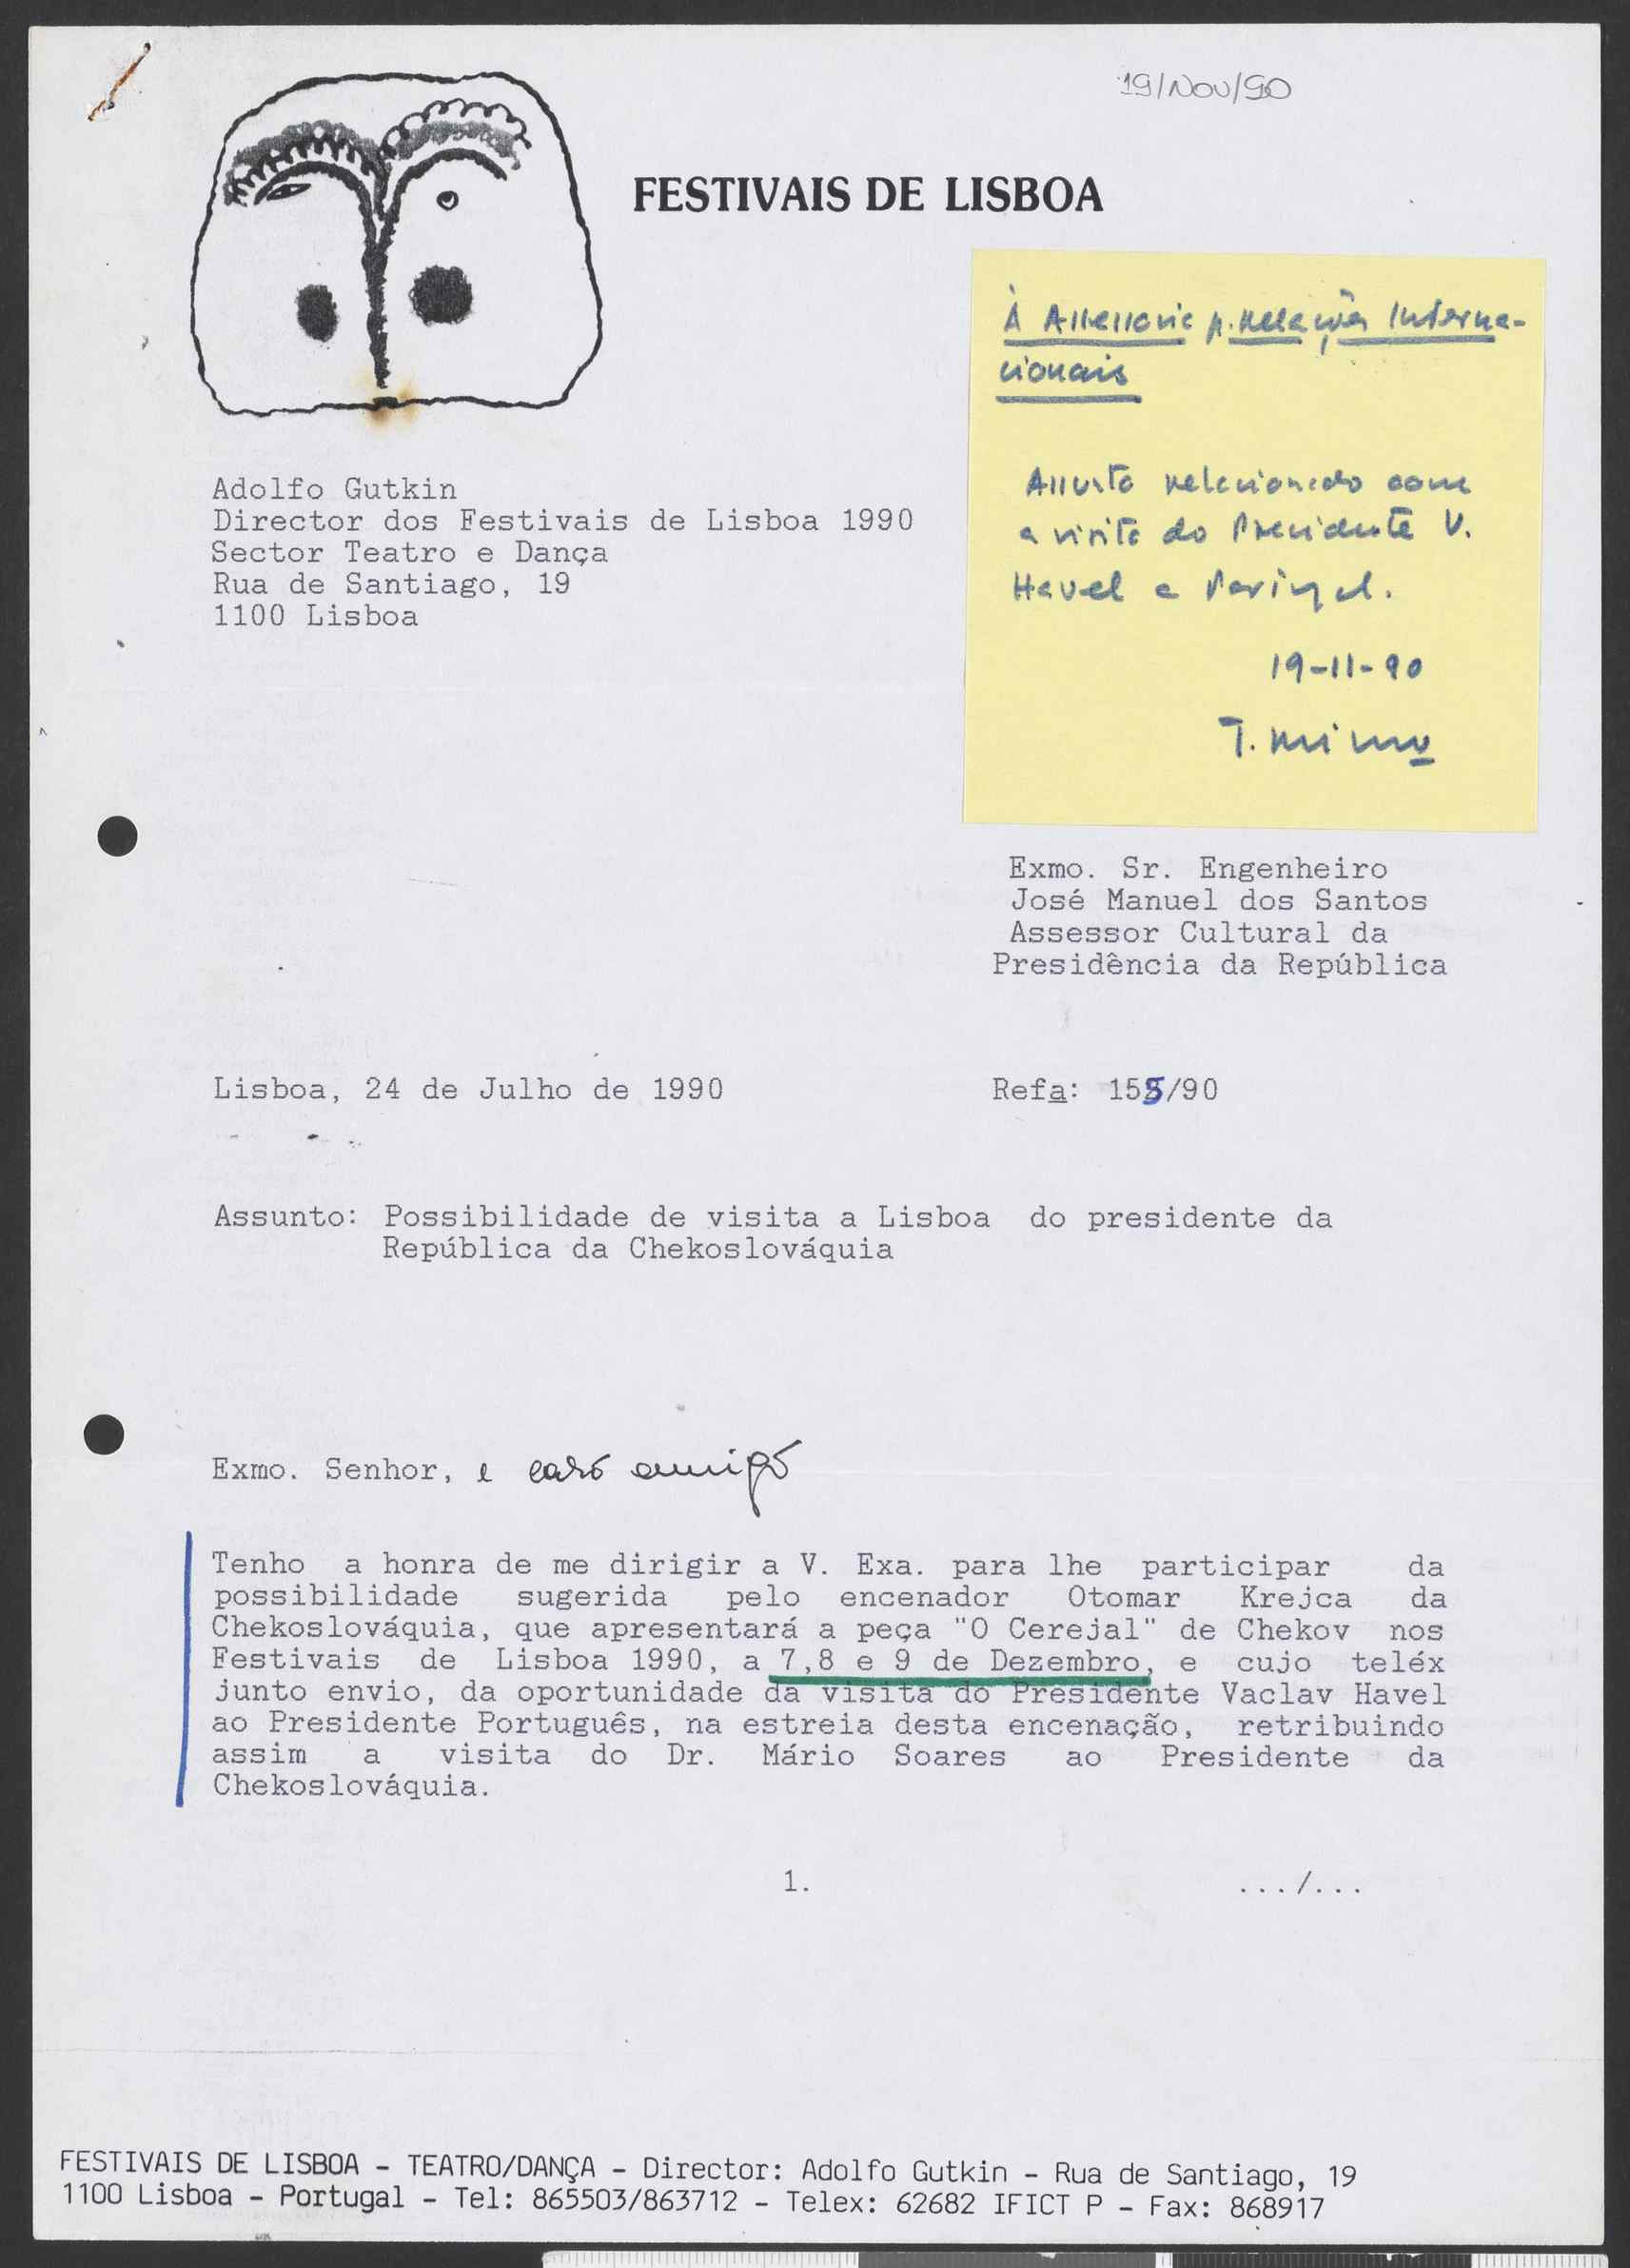 19/Nov/90
FESTIVAIS DE LISBOA
À Assessoria p. Relações Interna-
cionais
Assunto relacionado com
a visita do Presidente V.
Havel a Portugal.
19-11-90
Adolfo Gutkin
Director dos Festivais de Lisboa 1990
Sector Teatro e Dança
Rua de Santiago, 19
1100 Lisboa
Exmo. Sr. Engenheiro
José Manuel dos Santos
Assessor Cultural da
Presidência da República
Lisboa, 24 de Julho de 1990 Refa: 155/90
Assunto: Possibilidade de visita a Lisboa do presidente da
República da Chekoslováquia
Exmo. Senhor, e caro amigo
Tenho a honra de me dirigir a V. Exa. para lhe participar da
possibilidade sugerida pelo encenador Otomar Krejca da
Chekoslováquia, que apresentará a peça "O Cerejal" de Chekov nos
Festivais de Lisboa 1990, a 7,8 e 9 de Dezembro, e cujo teléx
junto envio, da oportunidade da visita do Presidente Vaclav Havel
ao Presidente Português, na estreia desta encenação, retribuindo
assim a visita do Dr. Mário Soares ao Presidente da
Chekoslováquia.
1. .../...
FESTIVAIS DE LISBOA - TEATRO/DANÇA - Director: Adolfo Gutkin - Rua de Santiago, 19
1100 Lisboa - Portugal - Tel: 865503/863712 - Telex: 62682 IFICT P - Fax: 868917